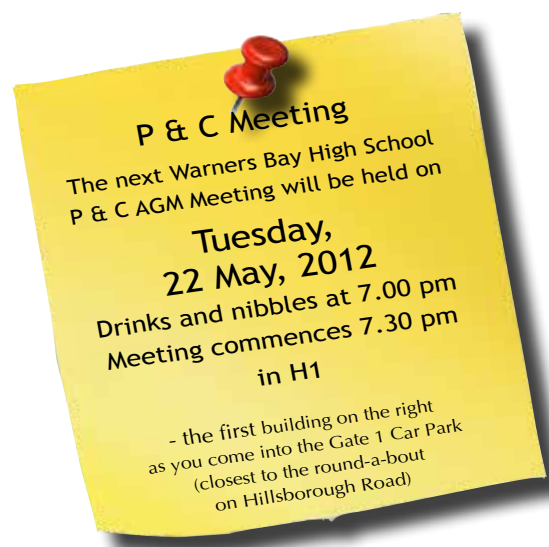 P & C Meeting
The next Warners Bay High School
P & C AGM Meeting will be held on
Tuesday,
22 May, 2012
Drinks and nibbles at 7.00 pm
Meeting commences 7.30 pm
in H1
- the first building on the right
as you come into the Gate 1 Car Park
(closest to the round-a-bout
on Hillsborough Road)